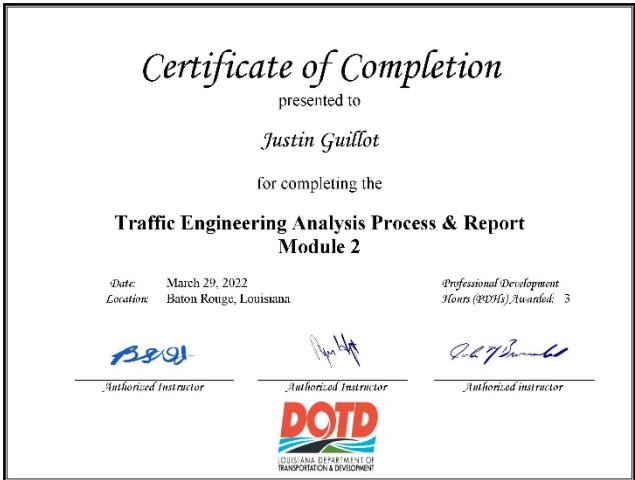 Certificate of Completion
presented to
Justin Guillot
for completing the
Traffic Engineering Analysis Process & Report
Module 2
Date: March 29, 2022
Location: Baton Rouge, Louisiana
Professional Development
Hours (PDHs) Awarded: 3
Authorized Instructor
Authorized Instructor
Authorized instructor
DOTD
LOUISIANA DEPARTMENT OF
TRANSPORTATION & DEVELOPMENT